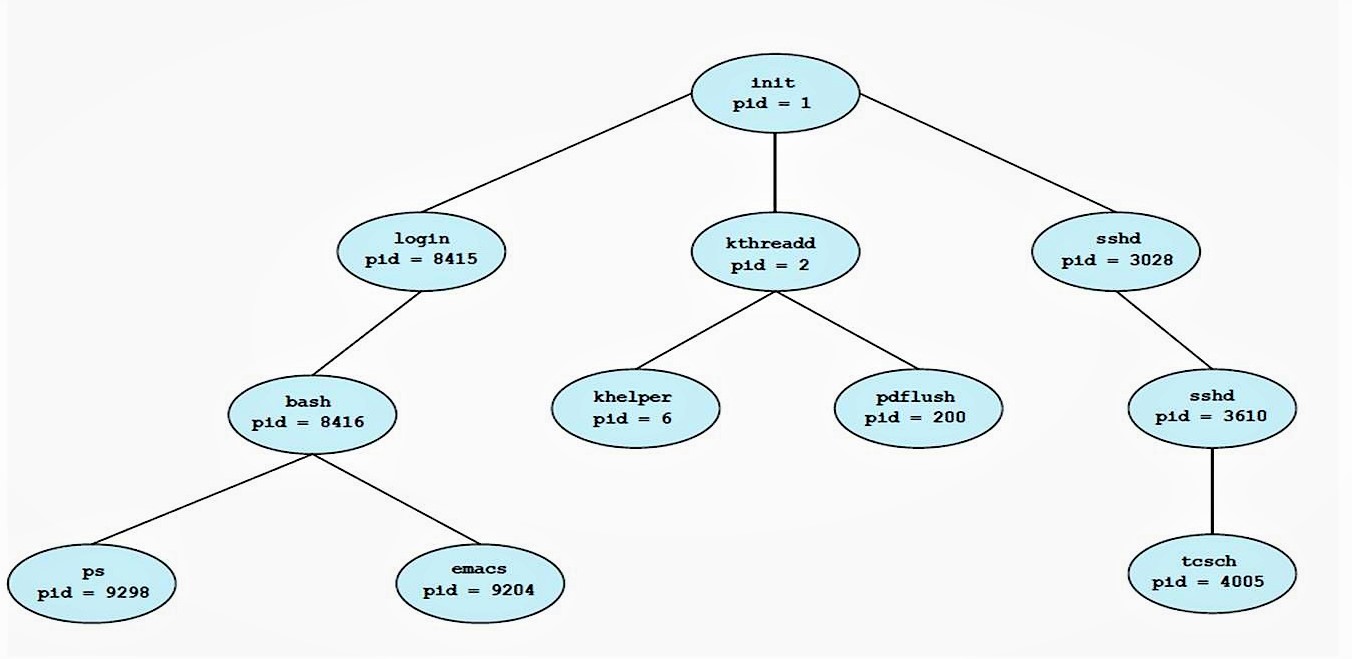 init
pid = 1
login
pid = 8415
kthreadd
pid = 2
sshd
pid = 3028
bash
pid = 8416
khelper
pid = 6
pdflush
pid = 200
sshd
pid = 3610
ps
pid = 9298
emacs
pid = 9204
tcsch
pid = 4005